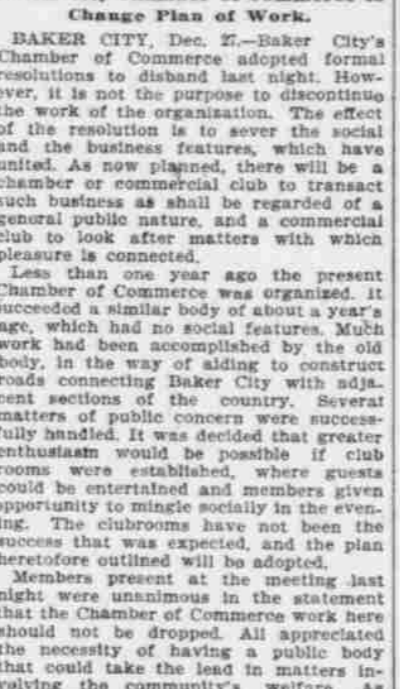 Change Plan of Work.
BAKER CITY, Dec. 27.—Baker City's
Chamber of Commerce adopted formal
resolutions to disband last night. How-
ever, it is not the purpose to discontinue
the work of the organization. The effect
of the resolution is to sever the social
and the business features, which have
united. As now planned, there will be a
chamber or commercial club to transact
such business as shall be regarded of a
general public nature, and a commercial
club to look after matters with which
pleasure is connected.
Less than one year ago the present
Chamber of Commerce was organized. It
succeeded a similar body of about a year's
age, which had no social features. Much
work had been accomplished by the old
body, in the way of aiding to construct
roads connecting Baker City with adja-
cent sections of the country. Several
matters of public concern were success-
fully handled. It was decided that greater
enthusiasm would be possible if club
rooms were established, where guests
could be entertained and members given
opportunity to mingle socially in the even-
ing. The clubrooms have not been the
success that was expected, and the plan
heretofore outlined will be adopted.
Members present at the meeting last
night were unanimous in the statement
that the Chamber of Commerce work here
should not be dropped. All appreciated
the necessity of having a public body
that could take the lead in matters in-
volving the community's welfare